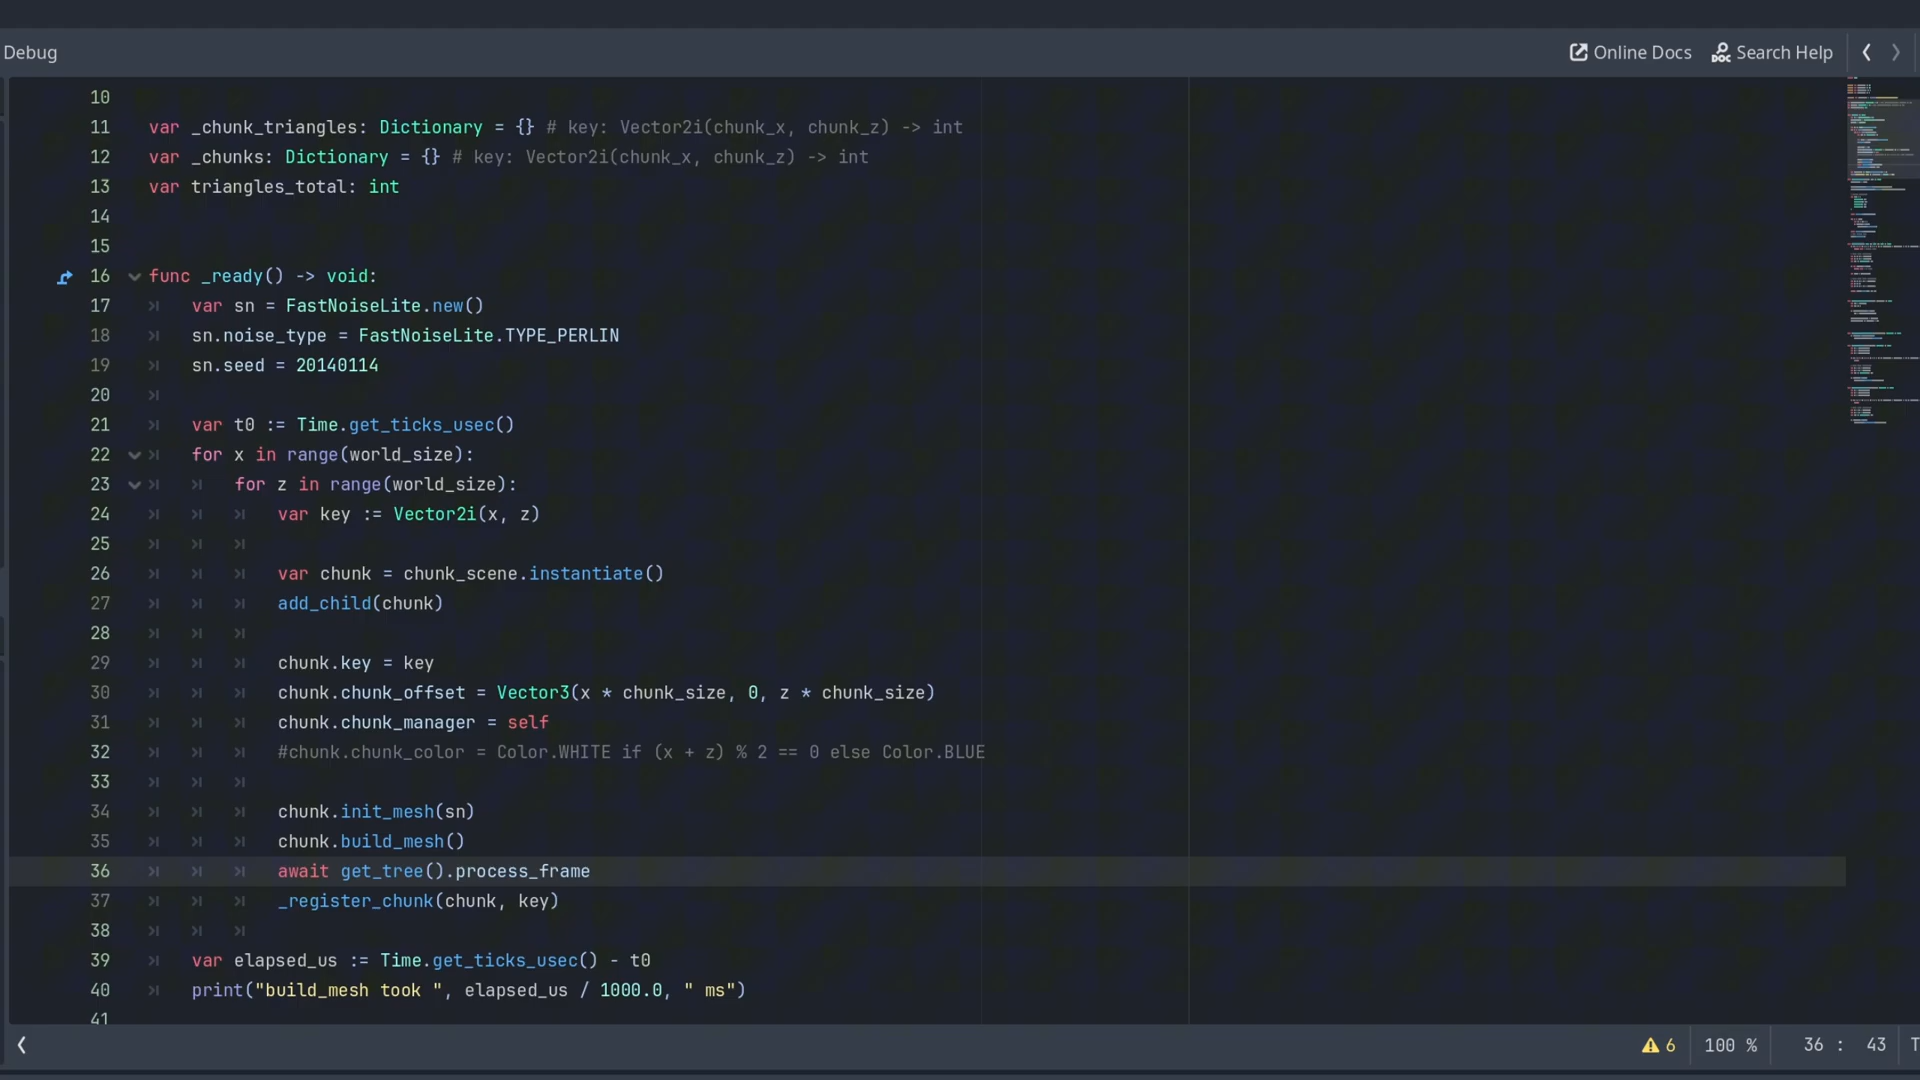 Debug
Online Docs
Search Help
10
11 var _chunk_triangles: Dictionary = {} # key: Vector2i(chunk_x, chunk_z) -> int
12 var _chunks: Dictionary = {} # key: Vector2i(chunk_x, chunk_z) -> int
13 var triangles_total: int
14
15
16 func _ready() -> void:
17 var sn = FastNoiseLite.new()
18 sn.noise_type = FastNoiseLite.TYPE_PERLIN
19 sn.seed = 20140114
20
21 var t0 := Time.get_ticks_usec()
22 for x in range(world_size):
23 for z in range(world_size):
24 var key := Vector2i(x, z)
25
26 var chunk = chunk_scene.instantiate()
27 add_child(chunk)
28
29 chunk.key = key
30 chunk.chunk_offset = Vector3(x * chunk_size, 0, z * chunk_size)
31 chunk.chunk_manager = self
32 #chunk.chunk_color = Color.WHITE if (x + z) % 2 == 0 else Color.BLUE
33
34 chunk.init_mesh(sn)
35 chunk.build_mesh()
36 await get_tree().process_frame
37 _register_chunk(chunk, key)
38
39 var elapsed_us := Time.get_ticks_usec() - t0
40 print("build_mesh took ", elapsed_us / 1000.0, " ms")
41
6 100 % 36 : 43 T